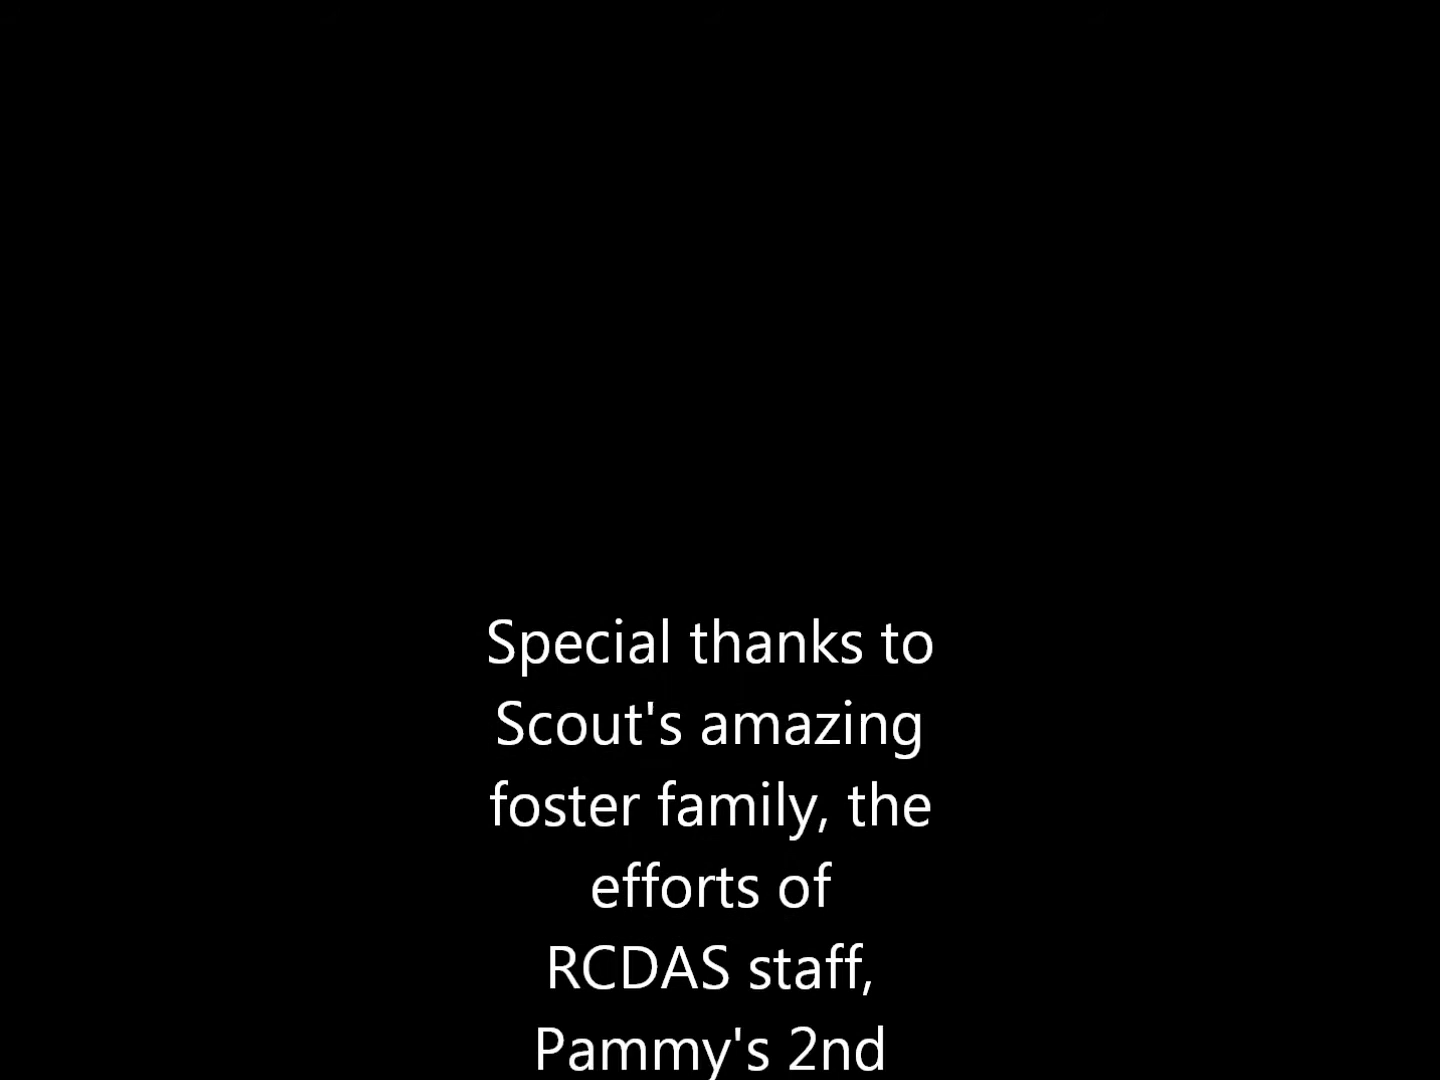 Special thanks to
Scout's amazing
foster family, the
efforts of
RCDAS staff,
Pammy's 2nd